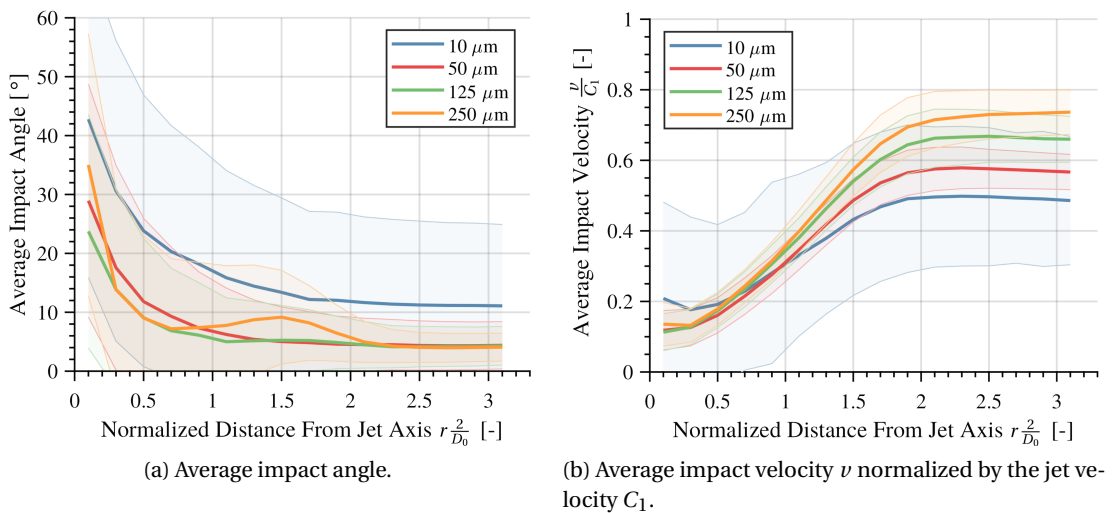 60
50
40
30
20
10
0
Average Impact Angle [°]
10 μm
50 μm
125 μm
250 μm
0 0.5 1 1.5 2 2.5 3
Normalized Distance From Jet Axis r 2/D₀ [-]
(a) Average impact angle.
1
0.8
0.6
0.4
0.2
0
Average Impact Velocity ν/C₁ [-]
10 μm
50 μm
125 μm
250 μm
0 0.5 1 1.5 2 2.5 3
Normalized Distance From Jet Axis r 2/D₀ [-]
(b) Average impact velocity ν normalized by the jet ve-
locity C₁.